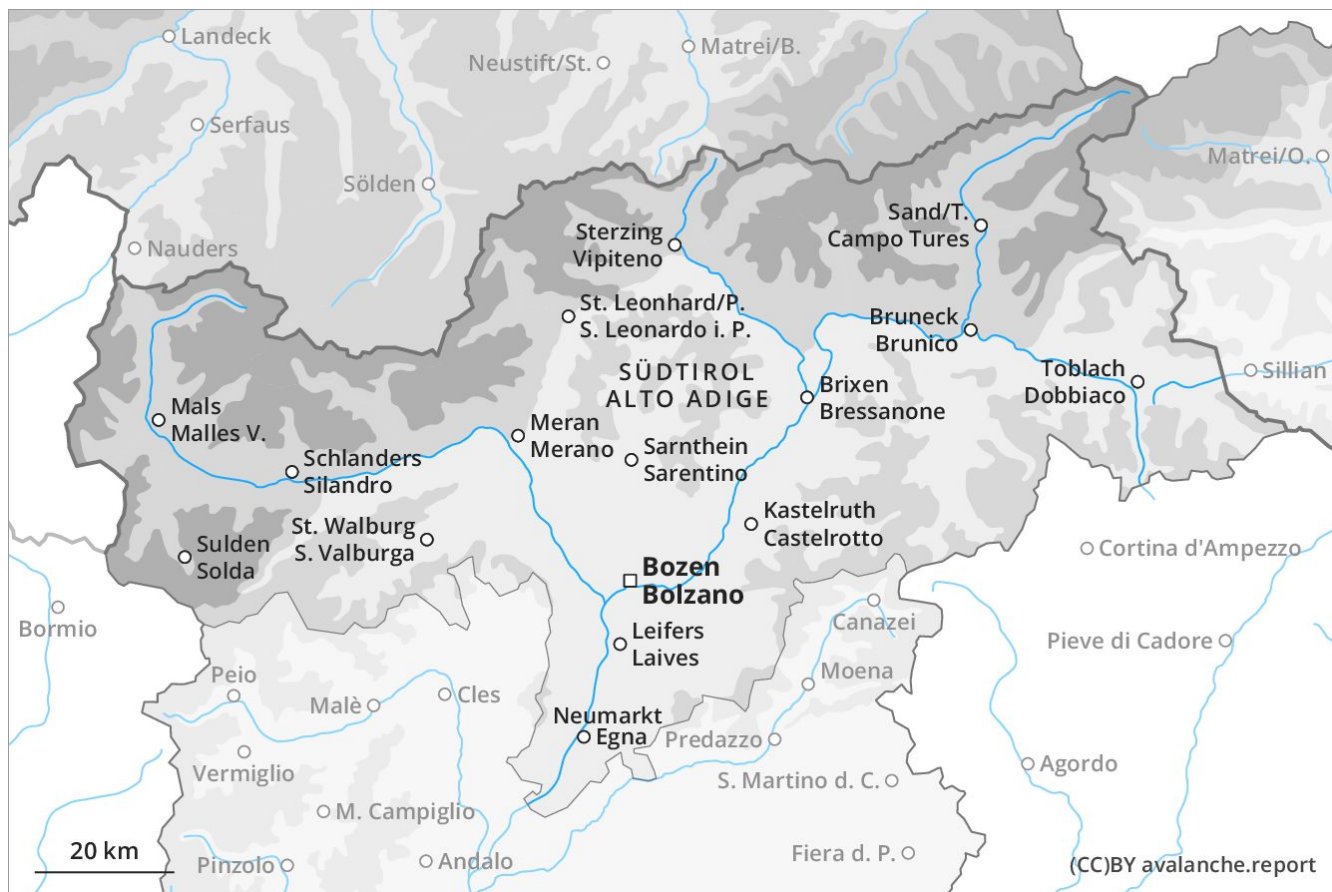 Landeck
Neustift/St.
Matrei/B.
Serfaus
Matrei/O.
Sölden
Nauders
Sand/T.
Campo Tures
Sterzing
Vipiteno
St. Leonhard/P.
S. Leonardo i. P.
Bruneck
Brunico
SÜDTIROL
ALTO ADIGE
Toblach
Dobbiaco
Sillian
Brixen
Bressanone
Mals
Malles V.
Meran
Merano
Sarnthein
Sarentino
Schlanders
Silandro
Kastelruth
Castelrotto
St. Walburg
S. Valburga
Sulden
Solda
Cortina d'Ampezzo
Bozen
Bolzano
Bormio
Canazei
Leifers
Laives
Pieve di Cadore
Peio
Moena
Malè
Cles
Neumarkt
Egna
Predazzo
Vermiglio
Agordo
S. Martino d. C.
M. Campiglio
20 km
Pinzolo
Andalo
Fiera d. P.
(CC)BY avalanche.report